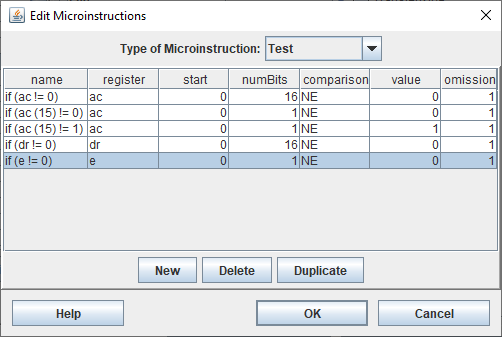 Edit Microinstructions
Type of Microinstruction: Test
name register start numBits comparison value omission
if (ac != 0) ac 0 16 NE 0 1
if (ac (15) != 0) ac 0 1 NE 0 1
if (ac (15) != 1) ac 0 1 NE 1 1
if (dr != 0) dr 0 16 NE 0 1
if (e != 0) e 0 1 NE 0 1
New Delete Duplicate
Help OK Cancel